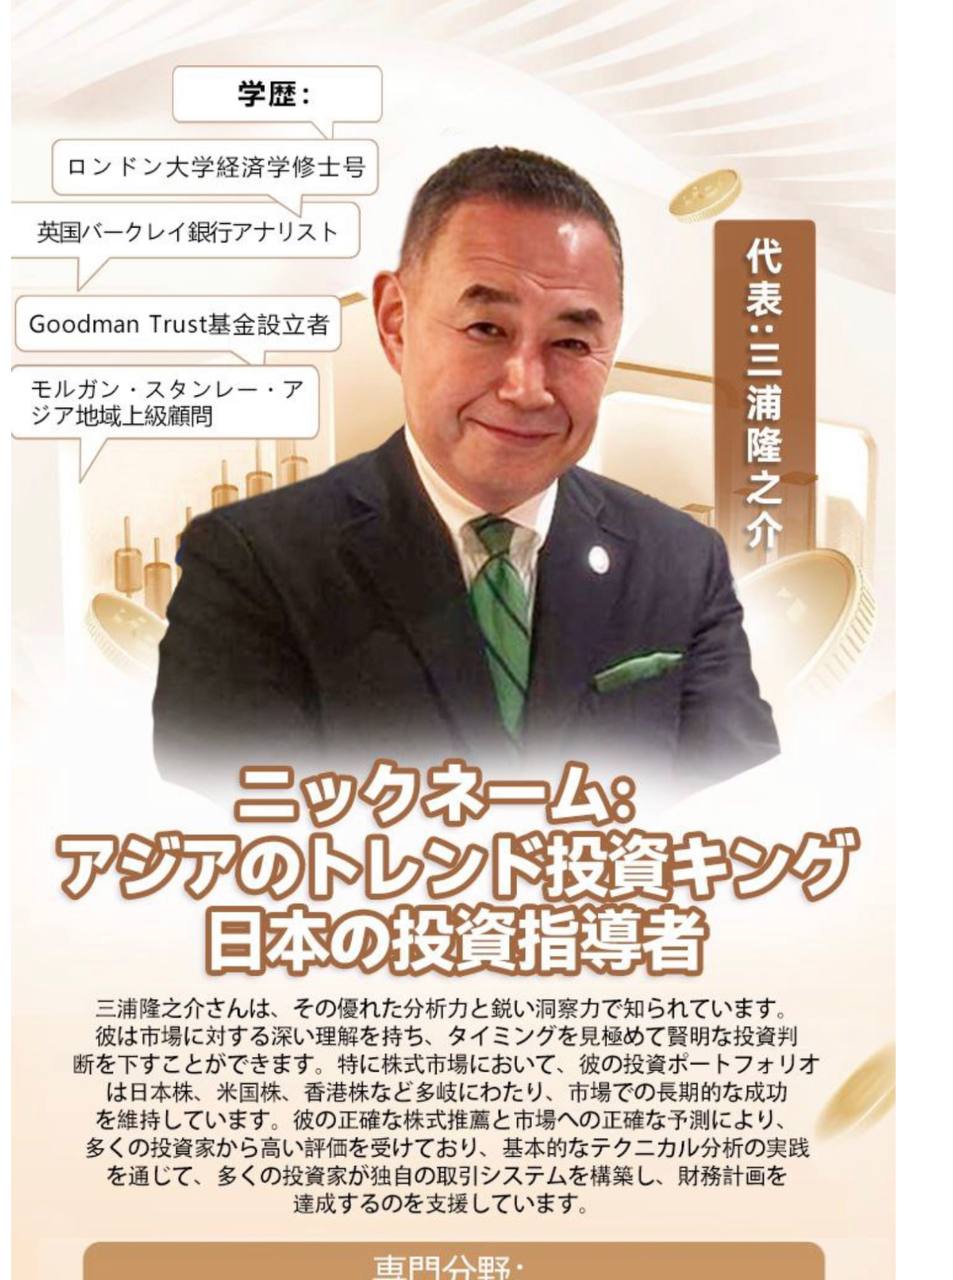 学歴：
ロンドン大学経済学修士号
英国バークレイ銀行アナリスト
Goodman Trust基金設立者
モルガン・スタンレー・ア
ジア地域上級顧問
代表：三浦隆之介
ニックネーム:
アジアのトレンド投資キング
日本の投資指導者
三浦隆之介さんは、その優れた分析力と鋭い洞察力で知られています。
彼は市場に対する深い理解を持ち、タイミングを見極めて賢明な投資判
断を下すことができます。特に株式市場において、彼の投資ポートフォリオ
は日本株、米国株、香港株など多岐にわたり、市場での長期的な成功
を維持しています。彼の正確な株式推薦と市場への正確な予測により、
多くの投資家から高い評価を受けており、基本的なテクニカル分析の実践
を通じて、多くの投資家が独自の取引システムを構築し、財務計画を
達成するのを支援しています。
専門分野：